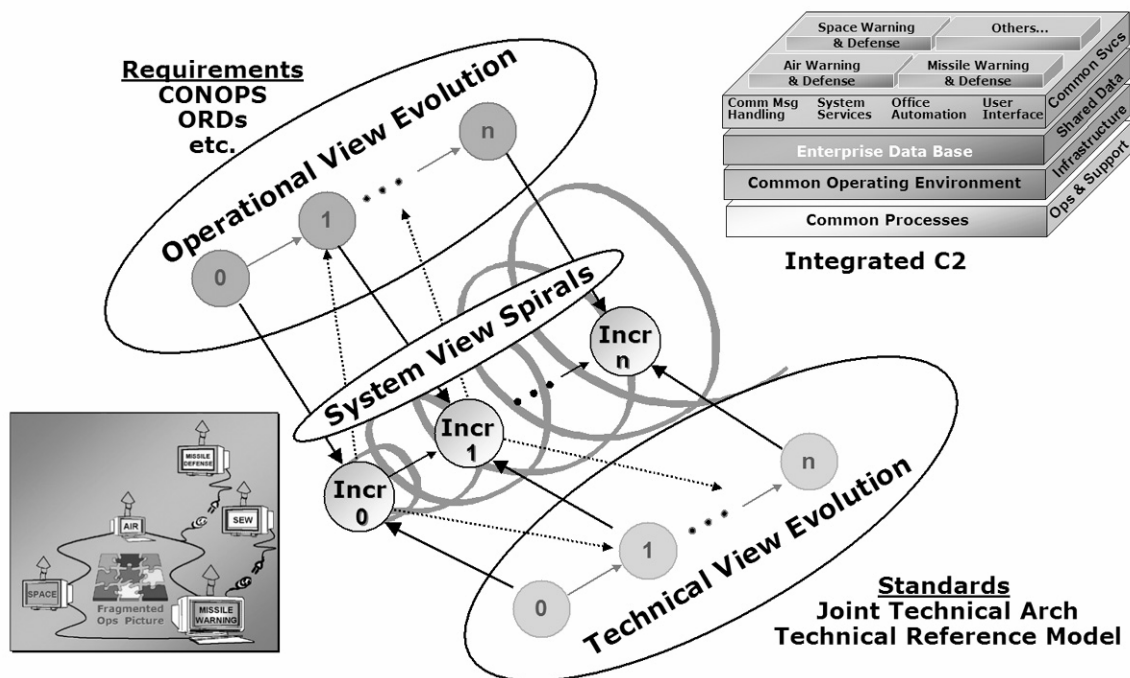 Requirements
CONOPS
ORDs
etc.
Operational View Evolution
0
1
n
System View Spirals
Incr
0
Incr
1
Incr
n
Technical View Evolution
0
1
n
Space Warning
& Defense
Others...
Air Warning
& Defense
Missile Warning
& Defense
Comm Msg
Handling
System
Services
Office
Automation
User
Interface
Common Svcs
Enterprise Data Base
Shared Data
Common Operating Environment
Infrastructure
Common Processes
Ops & Support
Integrated C2
MISSILE
DEFENSE
AIR
SEW
SPACE
Fragmented
Ops Picture
MISSILE
WARNING
Standards
Joint Technical Arch
Technical Reference Model